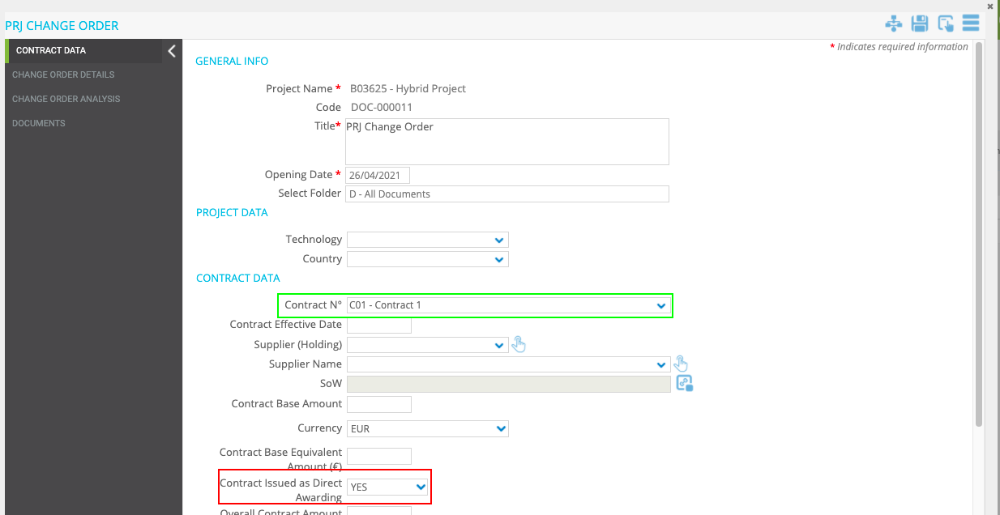 PRJ CHANGE ORDER
CONTRACT DATA
CHANGE ORDER DETAILS
CHANGE ORDER ANALYSIS
DOCUMENTS
* Indicates required information
GENERAL INFO
Project Name * B03625 - Hybrid Project
Code DOC-000011
Title* PRJ Change Order
Opening Date * 26/04/2021
Select Folder D - All Documents
PROJECT DATA
Technology
Country
CONTRACT DATA
Contract N° C01 - Contract 1
Contract Effective Date
Supplier (Holding)
Supplier Name
SoW
Contract Base Amount
Currency EUR
Contract Base Equivalent
Amount (€)
Contract Issued as Direct
Awarding YES
Overall Contract Amount